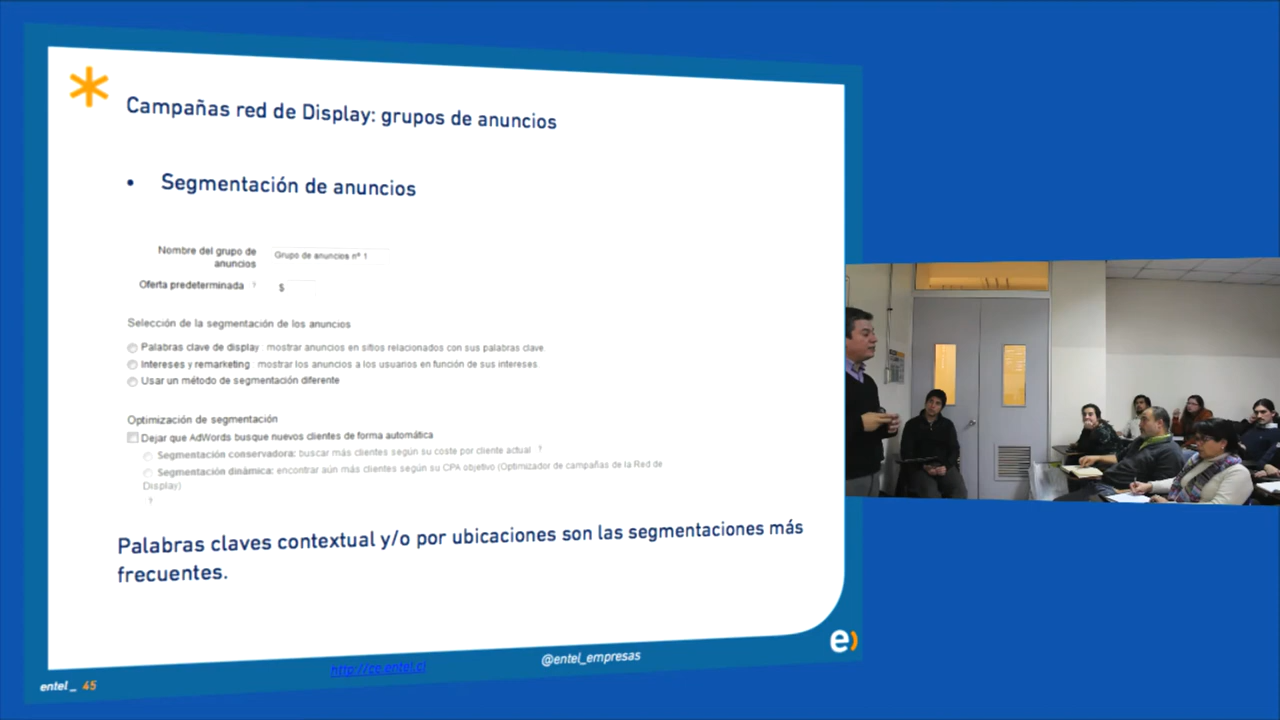 Campañas red de Display: grupos de anuncios
• Segmentación de anuncios
Nombre del grupo de
anuncios
Grupo de anuncios nº 1
Oferta predeterminada ?
$
Selección de la segmentación de los anuncios
Palabras clave de display: mostrar anuncios en sitios relacionados con sus palabras clave.
Intereses y remarketing: mostrar los anuncios a los usuarios en función de sus intereses.
Usar un método de segmentación diferente
Optimización de segmentación
Dejar que AdWords busque nuevos clientes de forma automática
Segmentación conservadora: buscar más clientes según su coste por cliente actual ?
Segmentación dinámica: encontrar aún más clientes según su CPA objetivo (Optimizador de campañas de la Red de
Display)
?
Palabras claves contextual y/o por ubicaciones son las segmentaciones más
frecuentes.
e)
entel_ 45
http://ce.entel.cl
@entel_empresas